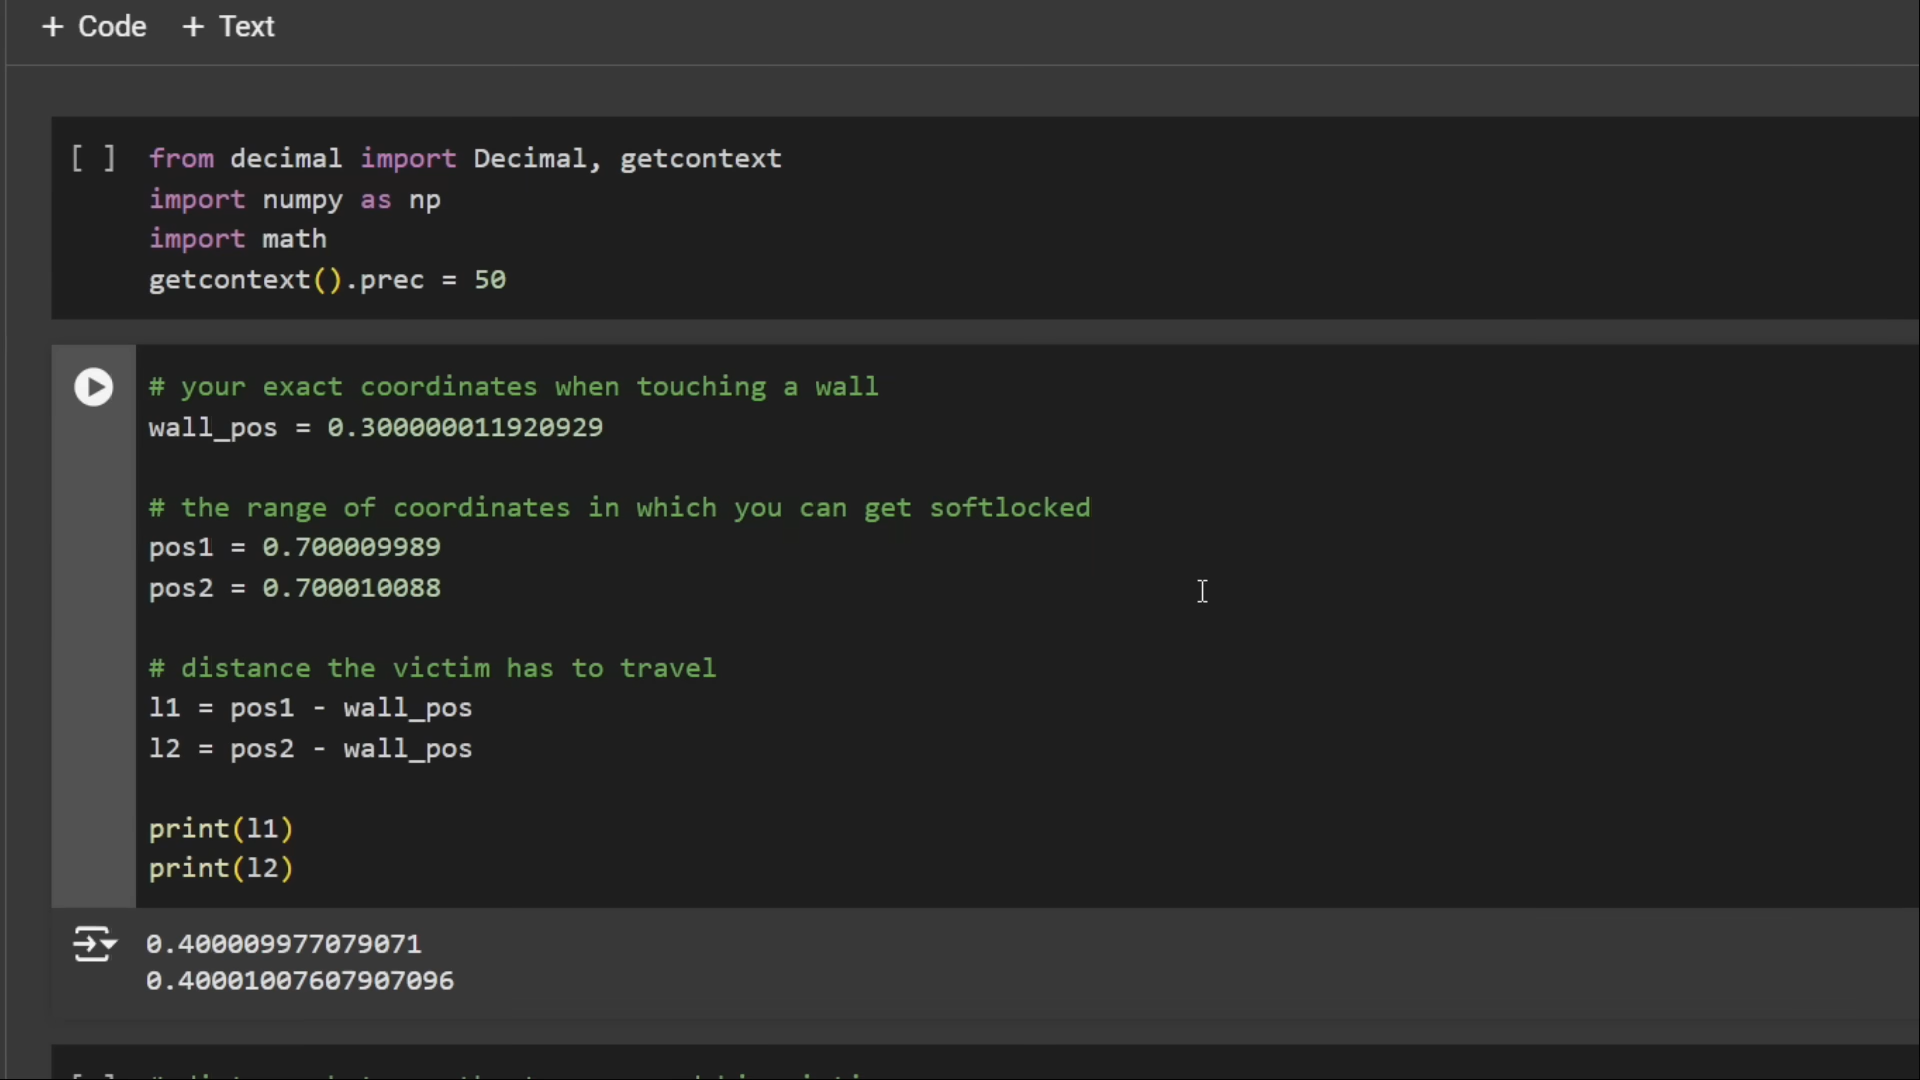 + Code + Text
[ ] from decimal import Decimal, getcontext
import numpy as np
import math
getcontext().prec = 50
# your exact coordinates when touching a wall
wall_pos = 0.300000011920929
# the range of coordinates in which you can get softlocked
pos1 = 0.700009989
pos2 = 0.700010088
# distance the victim has to travel
l1 = pos1 - wall_pos
l2 = pos2 - wall_pos
print(l1)
print(l2)
0.400009977079071
0.40001007607907096